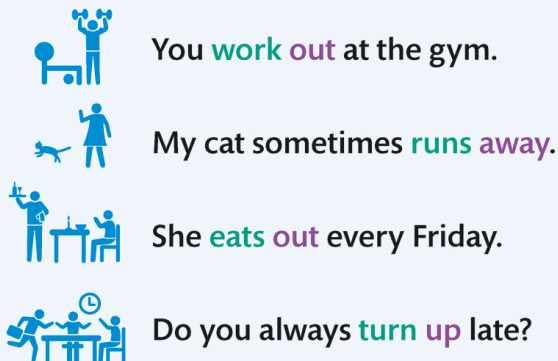 You work out at the gym.
My cat sometimes runs away.
She eats out every Friday.
Do you always turn up late?